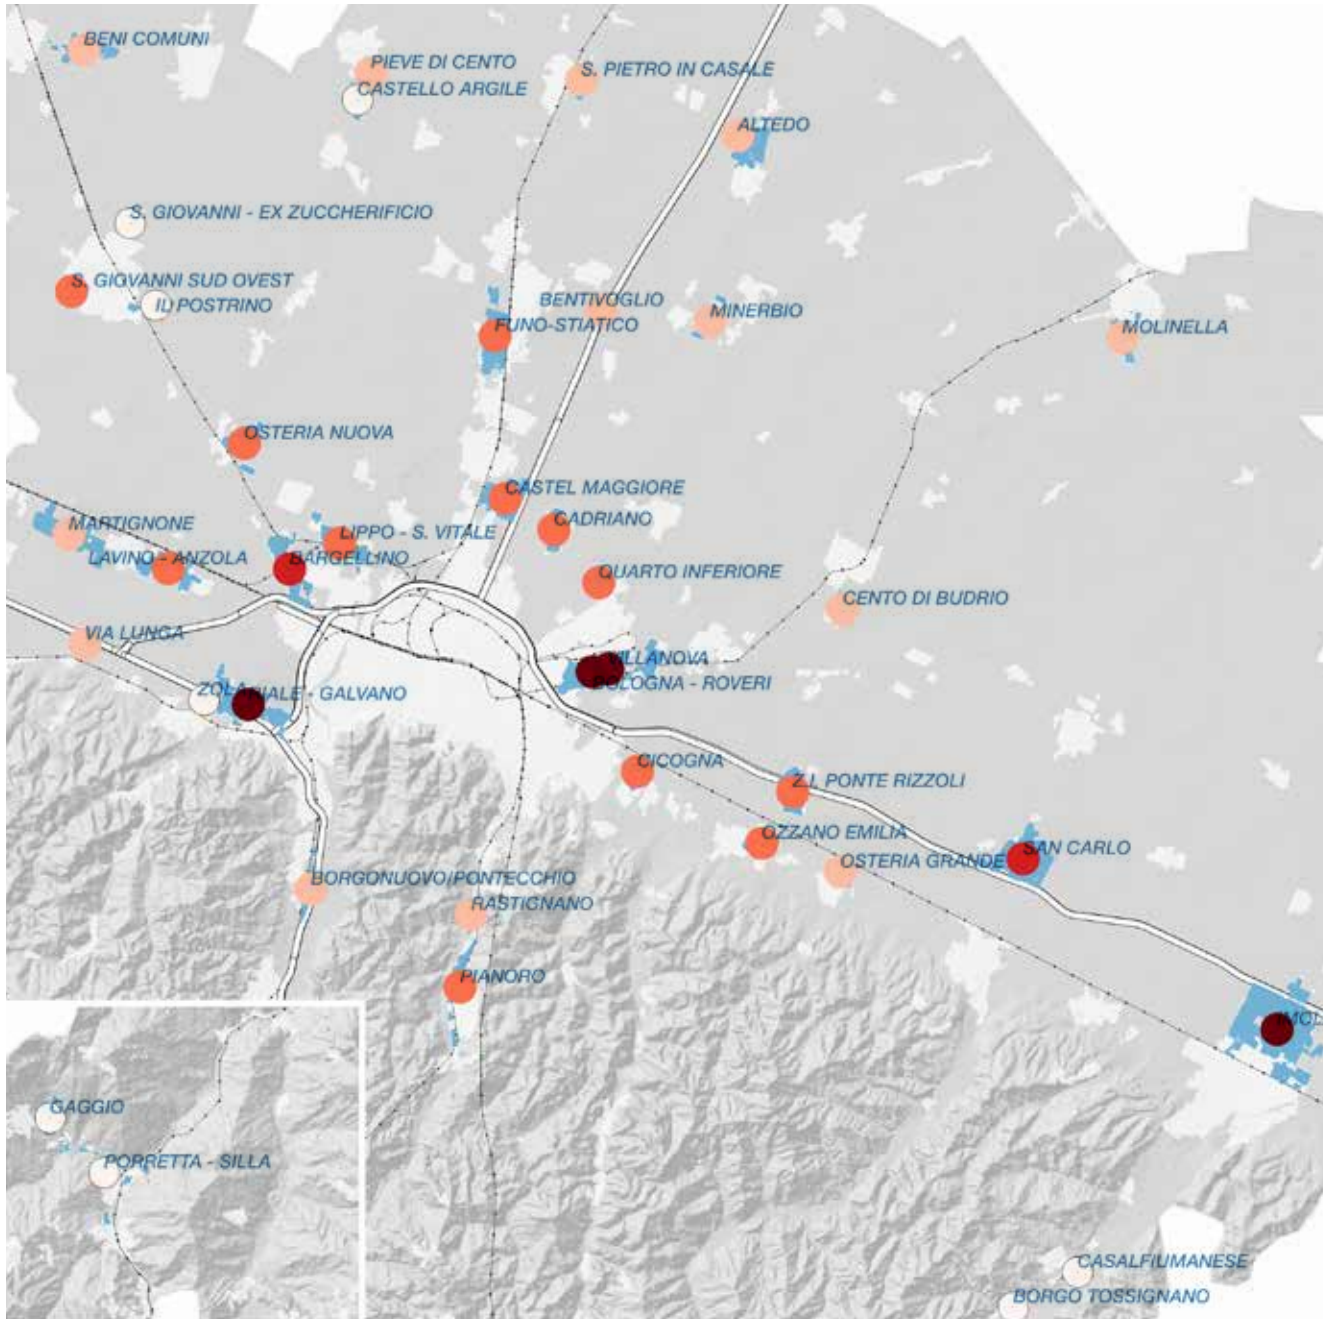 BENI COMUNI
PIEVE DI CENTO
CASTELLO ARGILE
S. PIETRO IN CASALE
ALTEDO
S. GIOVANNI - EX ZUCCHERIFICIO
S. GIOVANNI SUD OVEST
IL POSTRINO
BENTIVOGLIO
FUNO-STIATICO
MINERBIO
MOLINELLA
OSTERIA NUOVA
CASTEL MAGGIORE
CADRIANO
MARTIGNONE
LIPPO - S. VITALE
LAVINO - ANZOLA
BARGELLINO
QUARTO INFERIORE
CENTO DI BUDRIO
VIA LUNGA
VILLANOVA
BOLOGNA - ROVERI
ZOLA
- GALVANO
CICOGNA
Z.I. PONTE RIZZOLI
OZZANO EMILIA
OSTERIA GRANDE
SAN CARLO
BORGONUOVO/PONTECCHIO
RASTIGNANO
PIANORO
GAGGIO
PORRETTA - SILLA
CASALFIUMANESE
BORGO TOSSIGNANO